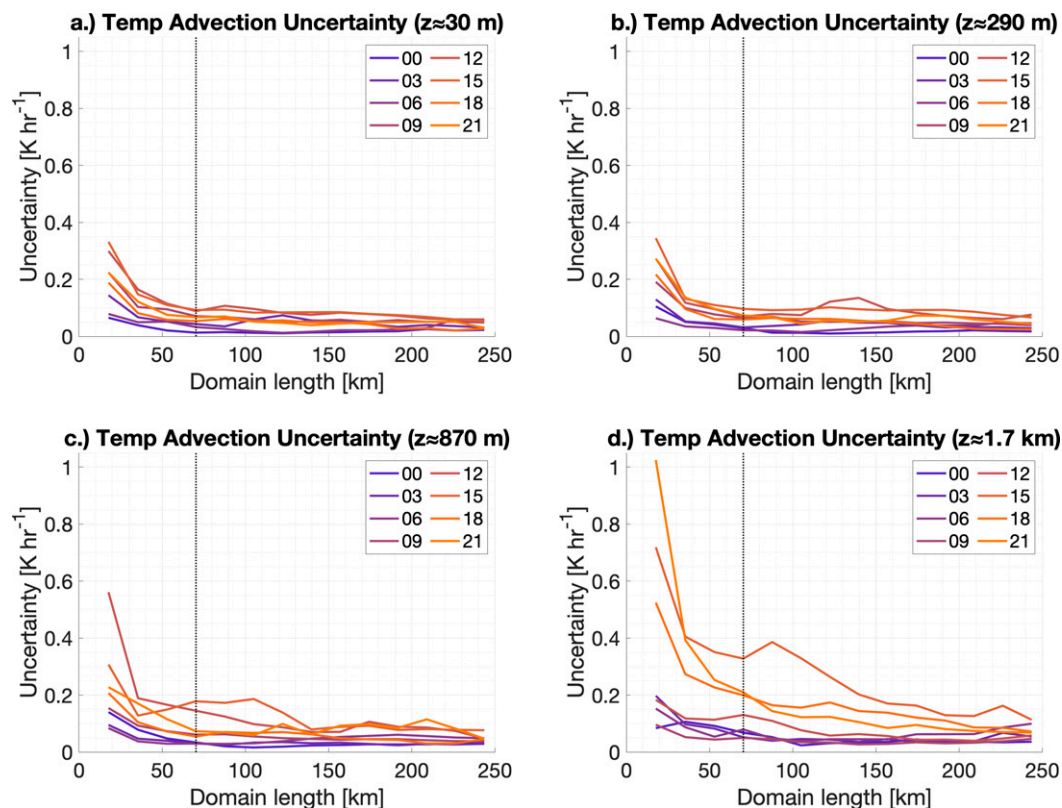 a.) Temp Advection Uncertainty (z≈30 m)
1
0.8
0.6
0.4
0.2
0
Uncertainty [K hr⁻¹]
00 12
03 15
06 18
09 21
0 50 100 150 200 250
Domain length [km]
b.) Temp Advection Uncertainty (z≈290 m)
1
0.8
0.6
0.4
0.2
0
Uncertainty [K hr⁻¹]
00 12
03 15
06 18
09 21
0 50 100 150 200 250
Domain length [km]
c.) Temp Advection Uncertainty (z≈870 m)
1
0.8
0.6
0.4
0.2
0
Uncertainty [K hr⁻¹]
00 12
03 15
06 18
09 21
0 50 100 150 200 250
Domain length [km]
d.) Temp Advection Uncertainty (z≈1.7 km)
1
0.8
0.6
0.4
0.2
0
Uncertainty [K hr⁻¹]
00 12
03 15
06 18
09 21
0 50 100 150 200 250
Domain length [km]